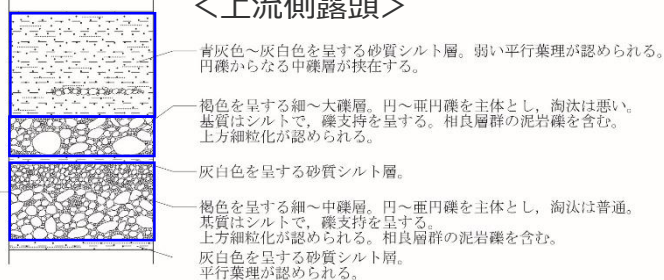 <上流側露頭>
青灰色～灰白色を呈する砂質シルト層。弱い平行葉理が認められる。
円礫からなる中礫層が挟在する。
褐色を呈する細～大礫層。円～亜円礫を主体とし，淘汰は悪い。
基質はシルトで，礫支持を呈する。相良層群の泥岩礫を含む。
上方細粒化が認められる。
灰白色を呈する砂質シルト層。
褐色を呈する細～中礫層。円～亜円礫を主体とし，淘汰は普通。
基質はシルトで，礫支持を呈する。
上方細粒化が認められる。相良層群の泥岩礫を含む。
灰白色を呈する砂質シルト層。
平行葉理が認められる。